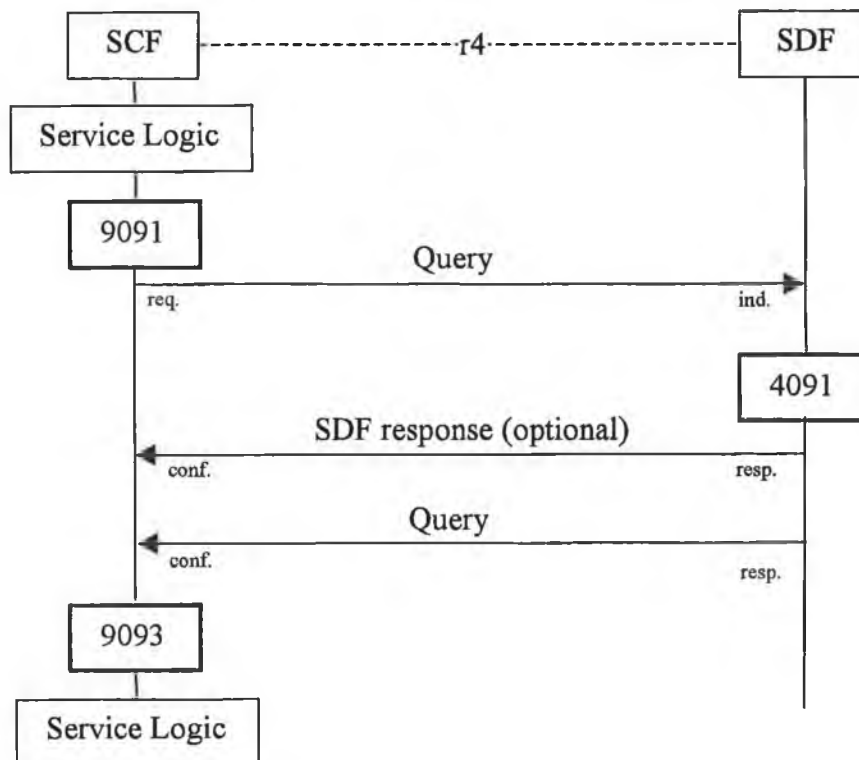 SCF r4 SDF
Service Logic
9091
Query
req. ind.
4091
SDF response (optional)
conf. resp.
Query
conf. resp.
9093
Service Logic